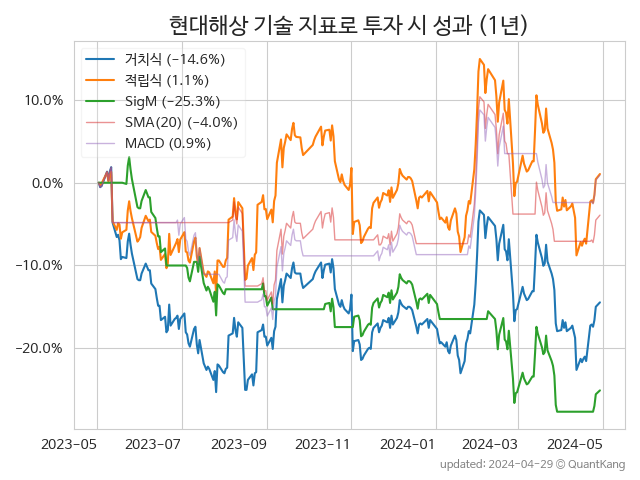 현대해상 기술 지표로 투자 시 성과 (1년)
거치식 (−14.6%)
적립식 (1.1%)
SigM (−25.3%)
SMA(20) (−4.0%)
MACD (0.9%)
10.0%
0.0%
−10.0%
−20.0%
2023-05 2023-07 2023-09 2023-11 2024-01 2024-03 2024-05
updated: 2024-04-29 © QuantKang